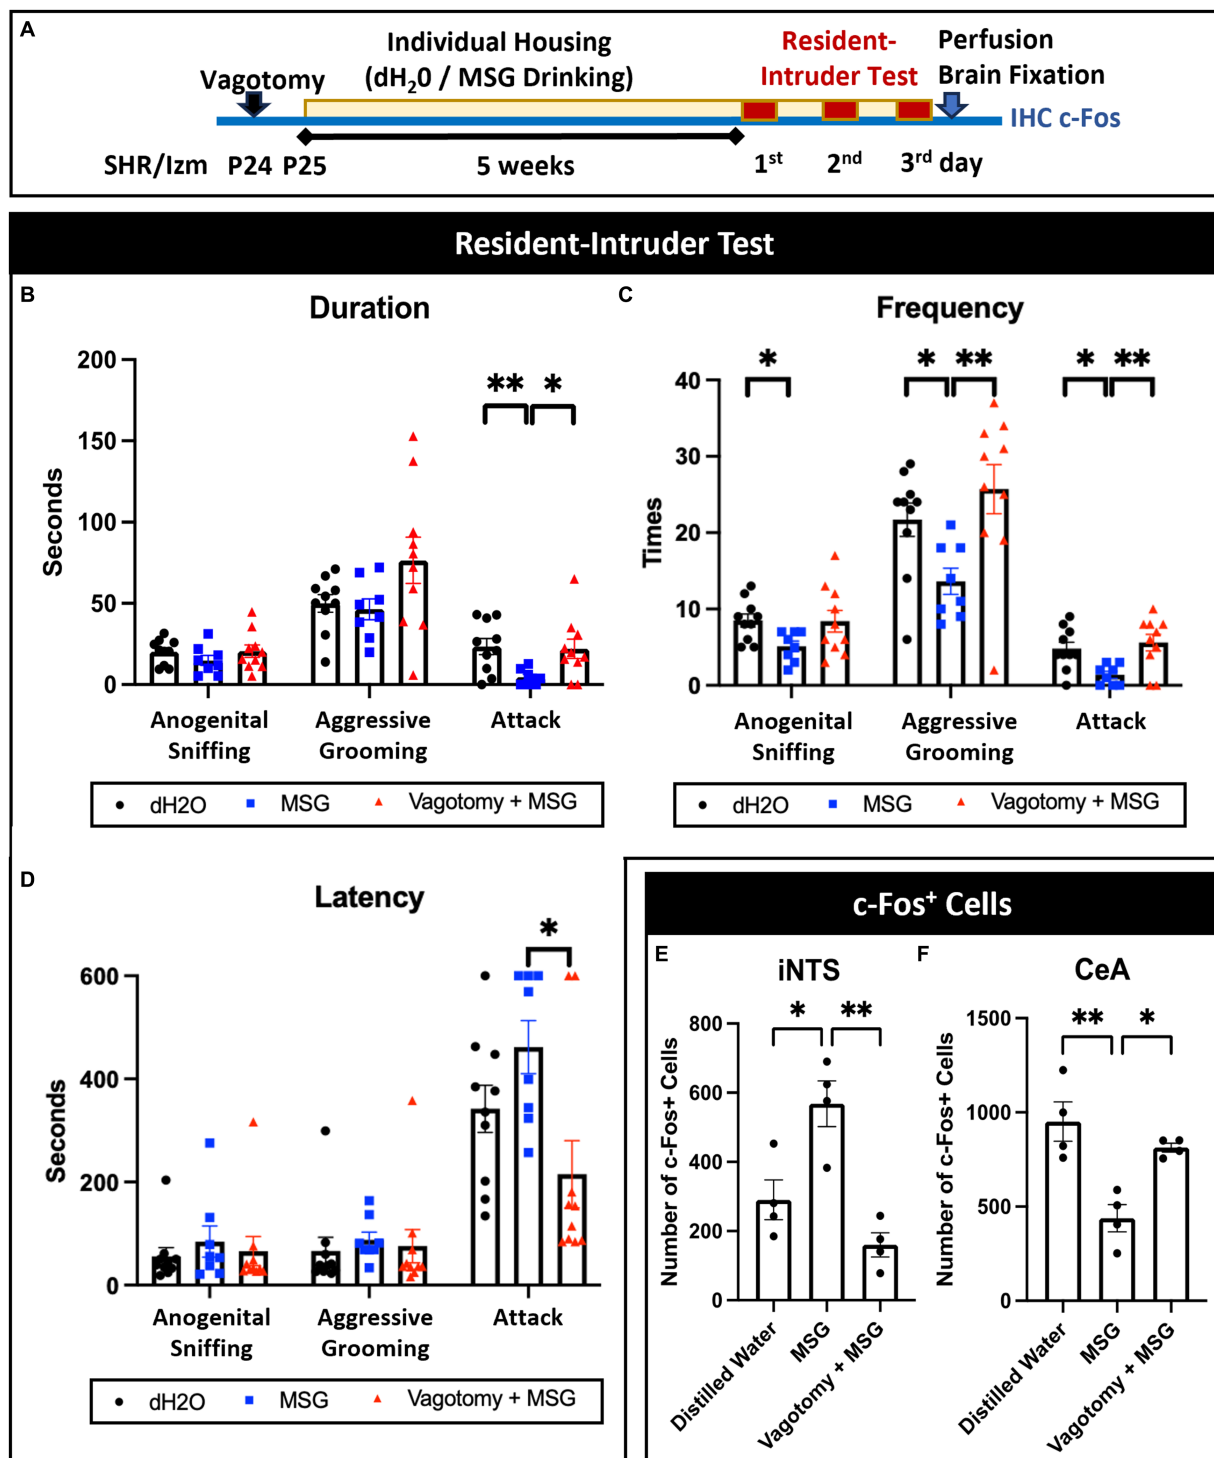 A
Individual Housing
(dH20 / MSG Drinking)
Vagotomy
Resident-
Intruder Test
Perfusion
Brain Fixation
IHC c-Fos
SHR/Izm P24 P25 5 weeks 1st 2nd 3rd day
Resident-Intruder Test
B
Duration
200
150
100
50
0
Seconds
** *
Anogenital
Sniffing
Aggressive
Grooming
Attack
dH2O MSG Vagotomy + MSG
C
Frequency
40
30
20
10
0
Times
* * ** * **
Anogenital
Sniffing
Aggressive
Grooming
Attack
dH2O MSG Vagotomy + MSG
D
Latency
600
400
200
0
Seconds
*
Anogenital
Sniffing
Aggressive
Grooming
Attack
dH2O MSG Vagotomy + MSG
c-Fos+ Cells
E
iNTS
800
600
400
200
0
Number of c-Fos+ Cells
* **
Distilled Water
MSG
Vagotomy + MSG
F
CeA
1500
1000
500
0
Number of c-Fos+ Cells
** *
Distilled Water
MSG
Vagotomy + MSG